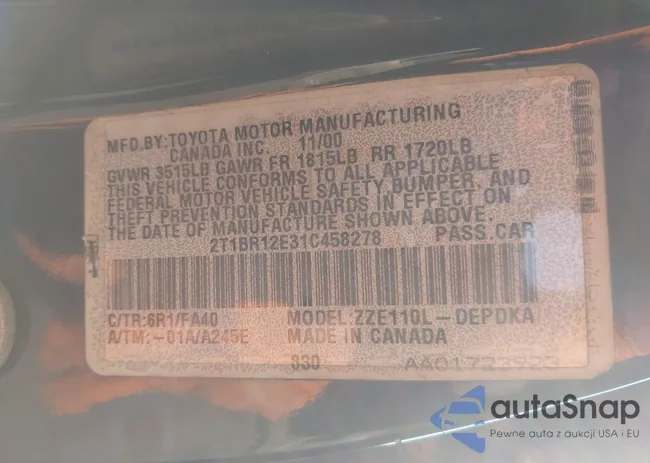 MFD.BY:TOYOTA MOTOR MANUFACTURING
CANADA INC. 11/00
GVWR 3515LB GAWR FR 1815LB RR 1720LB
THIS VEHICLE CONFORMS TO ALL APPLICABLE
FEDERAL MOTOR VEHICLE SAFETY, BUMPER, AND
THEFT PREVENTION STANDARDS IN EFFECT ON
THE DATE OF MANUFACTURE SHOWN ABOVE.
2T1BR12E31C458278 PASS.CAR
C/TR:6R1/FA40 MODEL:ZZE110L-DEPDKA
A/TM:-01A/A245E MADE IN CANADA
330
autaSnap
Pewne auta z aukcji USA i EU